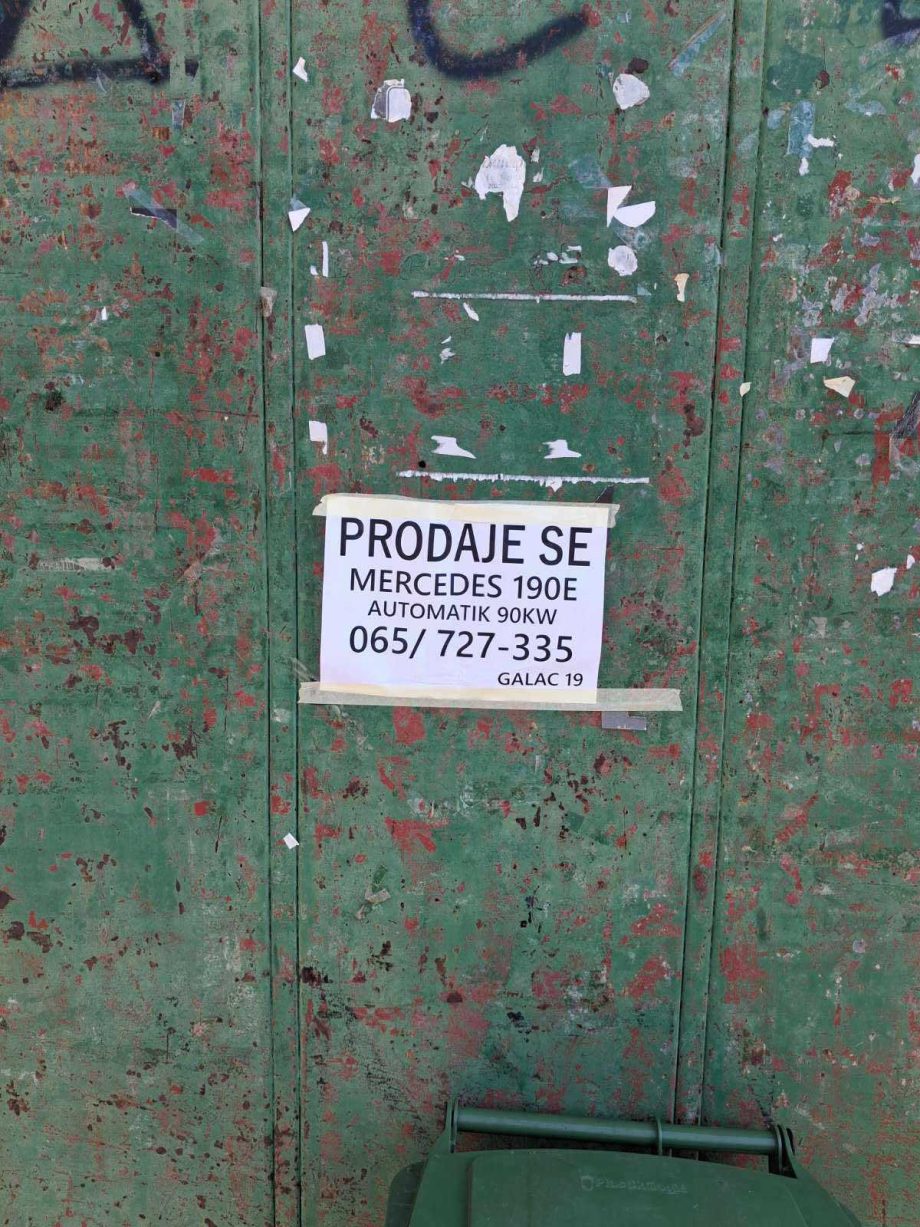 PRODAJE SE
MERCEDES 190E
AUTOMATIK 90KW
065/ 727-335
GALAC 19